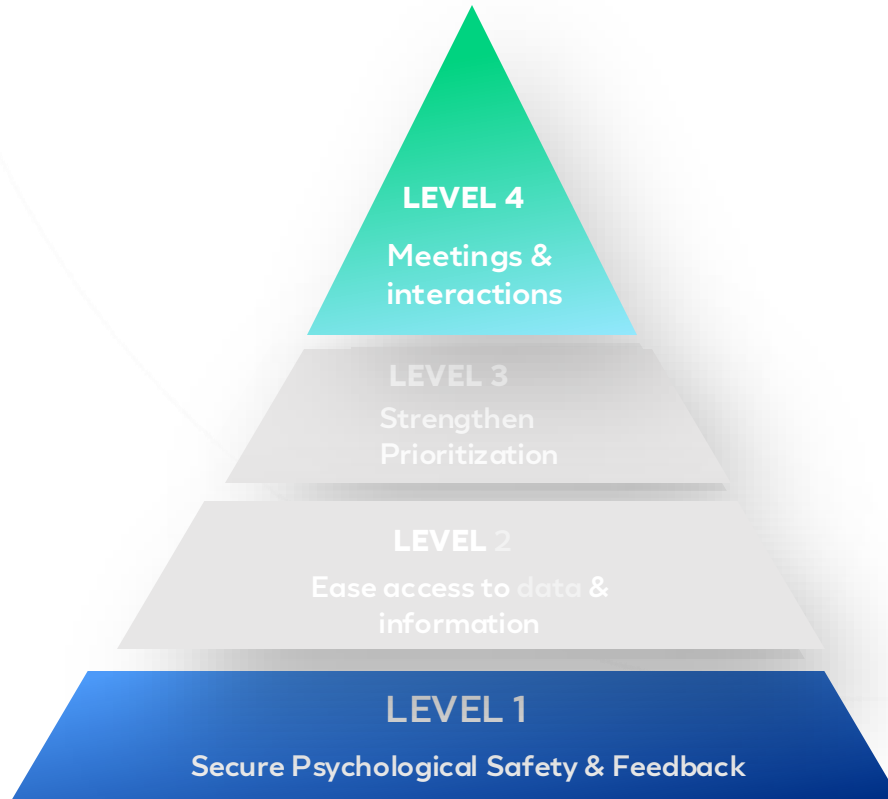 LEVEL 4
Meetings &
interactions
LEVEL 3
Strengthen
Prioritization
LEVEL 2
Ease access to data &
information
LEVEL 1
Secure Psychological Safety & Feedback